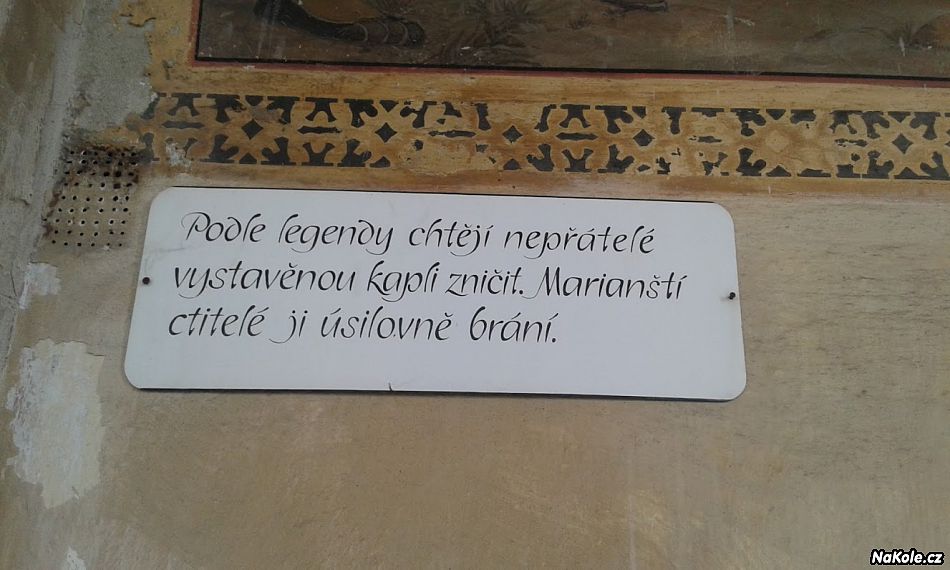 Podle legendy chtějí nepřátelé
vystavěnou kapli zničit. Marianští
ctitelé ji úsilovně brání.
NaKole.cz